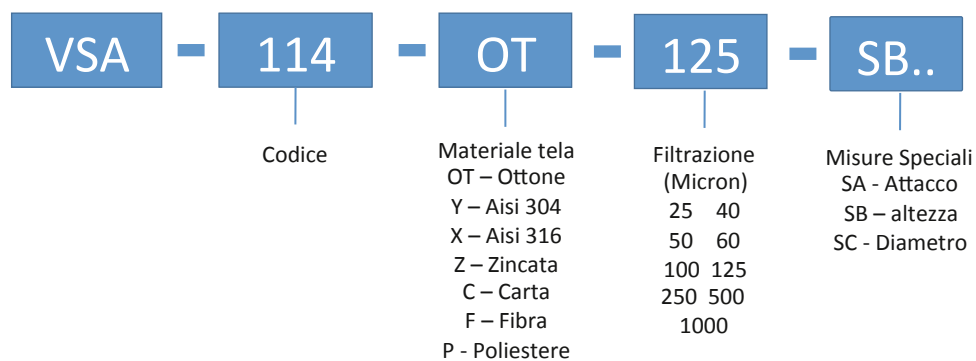 VSA - 114 - OT - 125 - SB..
Codice
Materiale tela
OT – Ottone
Y – Aisi 304
X – Aisi 316
Z – Zincata
C – Carta
F – Fibra
P - Poliestere
Filtrazione
(Micron)
25 40
50 60
100 125
250 500
1000
Misure Speciali
SA - Attacco
SB – altezza
SC - Diametro